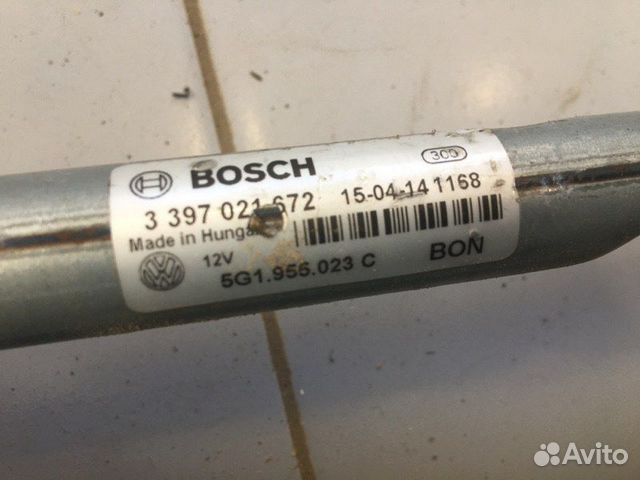 BOSCH
300
3 397 021 672 15-04-14 1168
Made in Hungary
12V
5G1.955.023 C BON
Avito